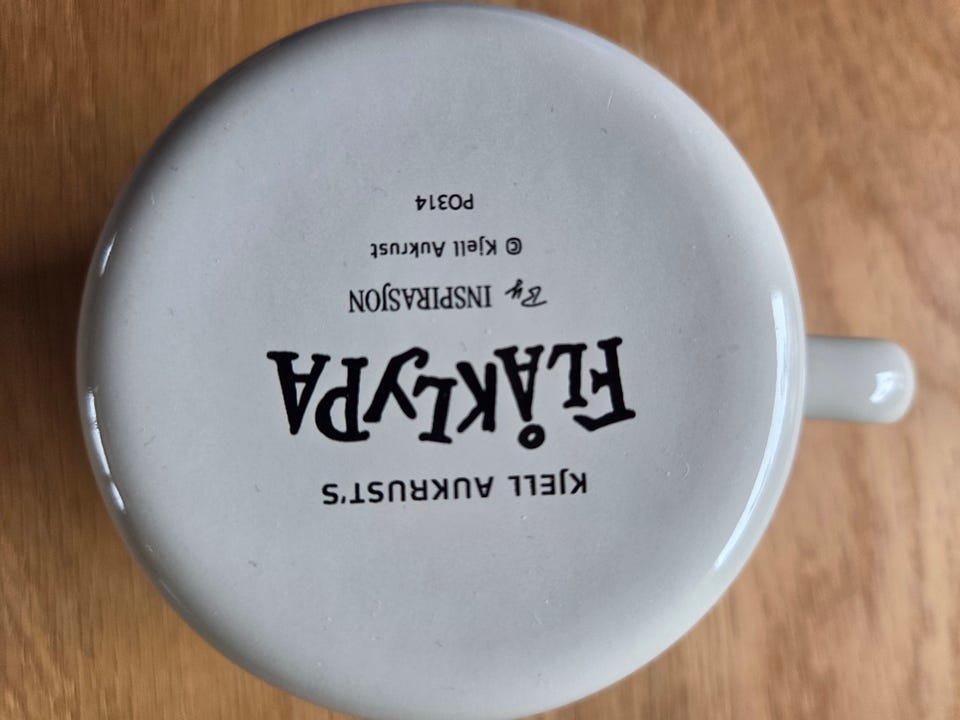 KJELL AUKRUST'S
FLÅKLYPA
By INSPIRASJON
© Kjell Aukrust
PO314